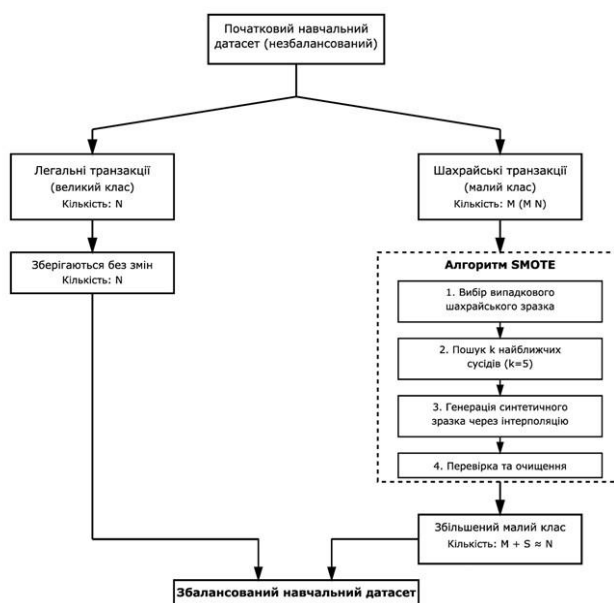 Початковий навчальний
датасет (незбалансований)
Легальні транзакції
(великий клас)
Кількість: N
Шахрайські транзакції
(малий клас)
Кількість: M (M N)
Зберігаються без змін
Кількість: N
Алгоритм SMOTE
1. Вибір випадкового
шахрайського зразка
2. Пошук k найближчих
сусідів (k=5)
3. Генерація синтетичного
зразка через інтерполяцію
4. Перевірка та очищення
Збільшений малий клас
Кількість: M + S ≈ N
Збалансований навчальний датасет